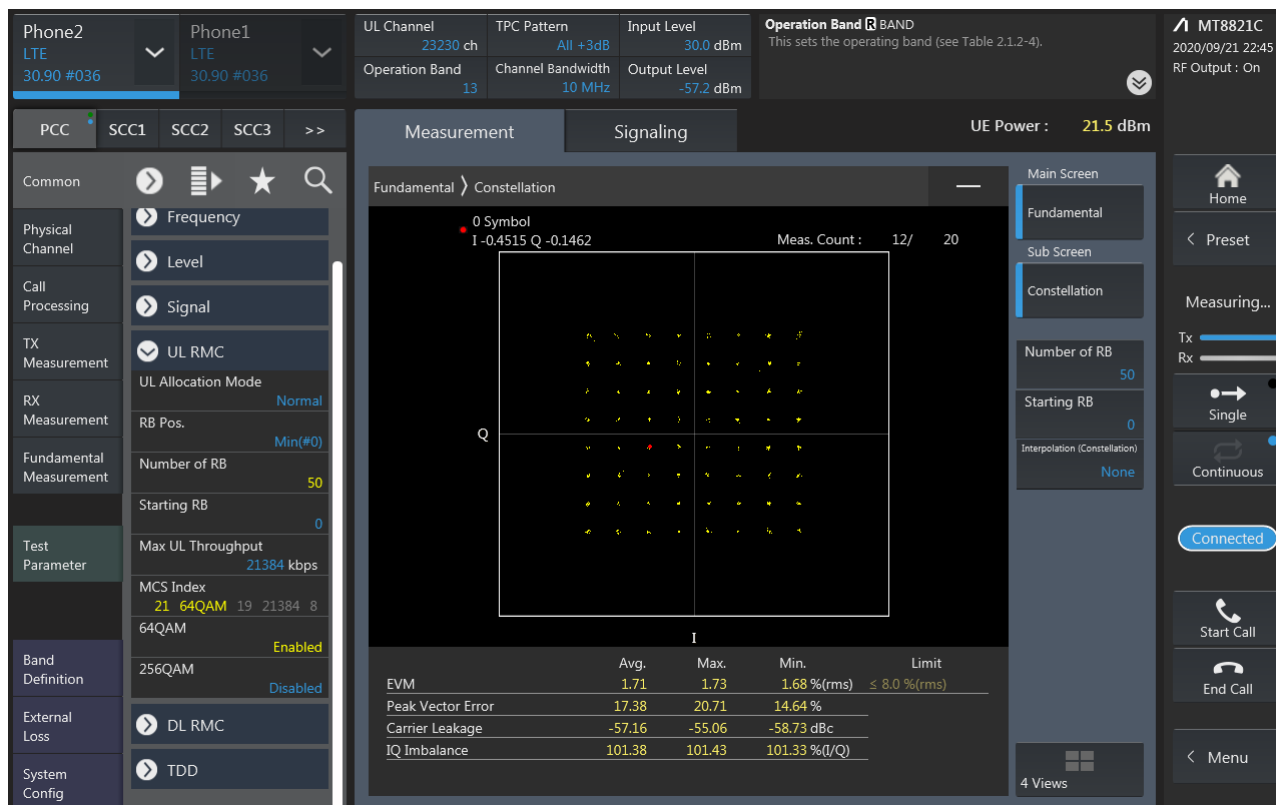 Phone2
LTE
30.90 #036
Phone1
LTE
30.90 #036
UL Channel
23230 ch
TPC Pattern
All +3dB
Input Level
30.0 dBm
Operation Band
13
Channel Bandwidth
10 MHz
Output Level
-57.2 dBm
Operation Band R BAND
This sets the operating band (see Table 2.1.2-4).
MT8821C
2020/09/21 22:45
RF Output : On
PCC
SCC1
SCC2
SCC3
>>
Measurement
Signaling
UE Power : 21.5 dBm
Common
Physical
Channel
Call
Processing
TX
Measurement
RX
Measurement
Fundamental
Measurement
Test
Parameter
Band
Definition
External
Loss
System
Config
Frequency
Level
Signal
UL RMC
UL Allocation Mode
Normal
RB Pos.
Min(#0)
Number of RB
50
Starting RB
0
Max UL Throughput
21384 kbps
MCS Index
21 64QAM 19 21384 8
64QAM
Enabled
256QAM
Disabled
DL RMC
TDD
Fundamental 〉 Constellation
0 Symbol
I -0.4515 Q -0.1462
Meas. Count : 12/ 20
Q
I
Avg. Max. Min. Limit
EVM 1.71 1.73 1.68 %(rms) ≤ 8.0 %(rms)
Peak Vector Error 17.38 20.71 14.64 %
Carrier Leakage -57.16 -55.06 -58.73 dBc
IQ Imbalance 101.38 101.43 101.33 %(I/Q)
Main Screen
Fundamental
Sub Screen
Constellation
Number of RB
50
Starting RB
0
Interpolation (Constellation)
None
4 Views
Home
< Preset
Measuring...
Tx
Rx
Single
Continuous
Connected
Start Call
End Call
< Menu